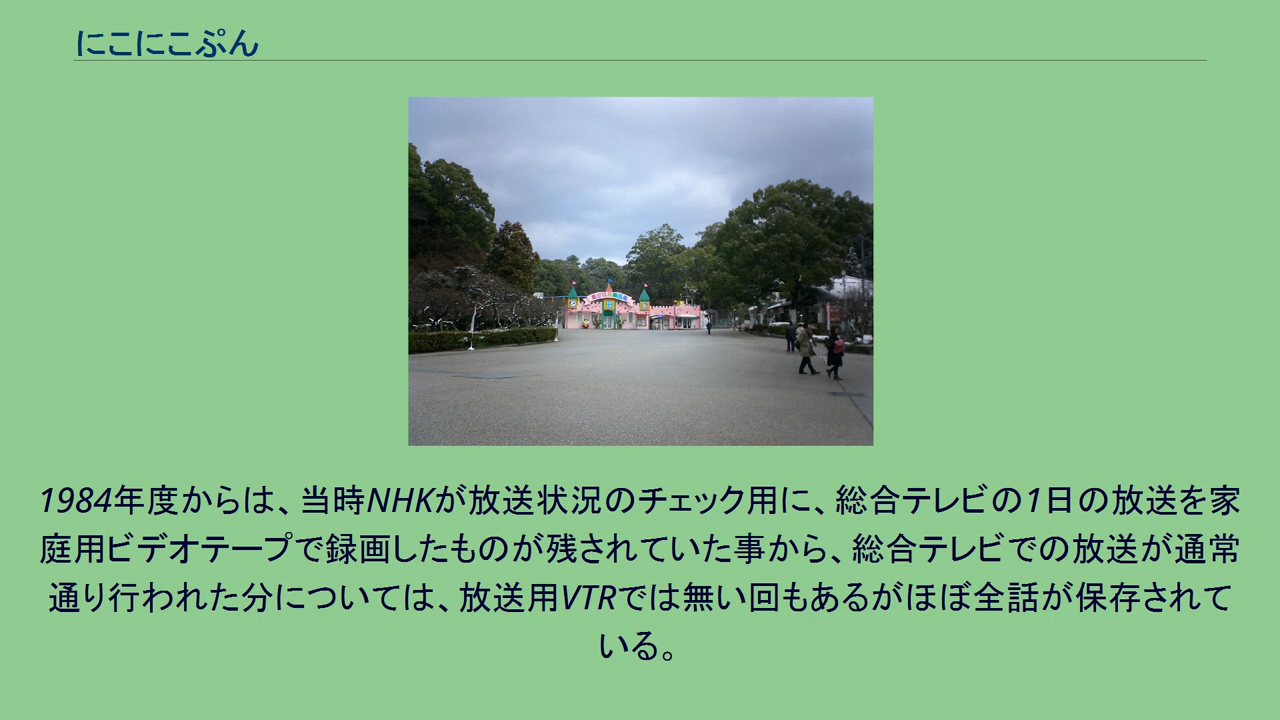 にこにこぷん
1984年度からは、当時NHKが放送状況のチェック用に、総合テレビの1日の放送を家
庭用ビデオテープで録画したものが残されていた事から、総合テレビでの放送が通常
通り行われた分については、放送用VTRでは無い回もあるがほぼ全話が保存されて
いる。